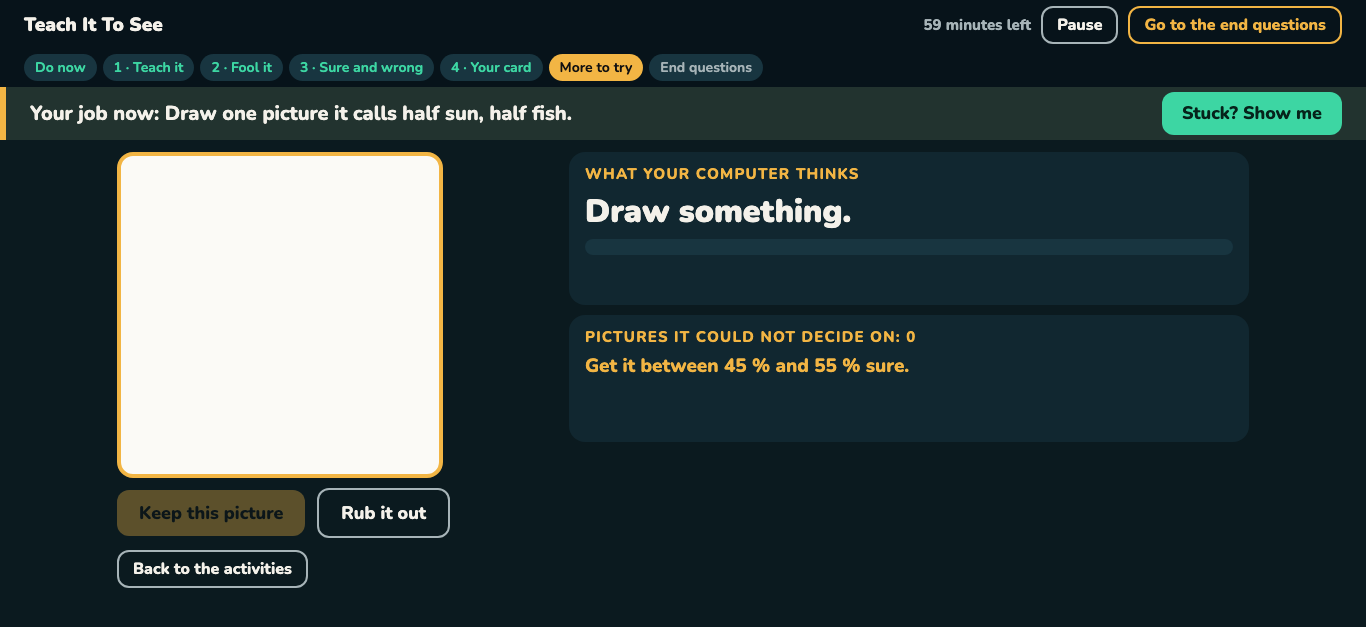 Teach It To See
59 minutes left
Pause
Go to the end questions
Do now
1 · Teach it
2 · Fool it
3 · Sure and wrong
4 · Your card
More to try
End questions
Your job now: Draw one picture it calls half sun, half fish.
Stuck? Show me
WHAT YOUR COMPUTER THINKS
Draw something.
PICTURES IT COULD NOT DECIDE ON: 0
Get it between 45 % and 55 % sure.
Keep this picture
Rub it out
Back to the activities